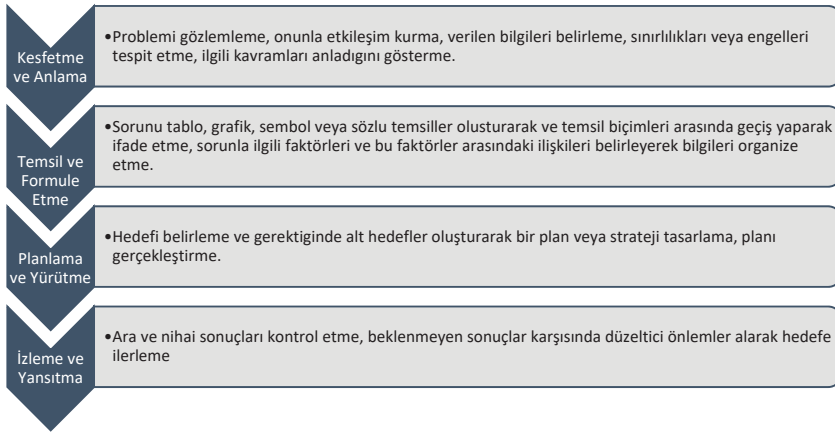 Kesfetme
ve Anlama
•Problemi gözlemleme, onunla etkileşim kurma, verilen bilgileri belirleme, sınırlılıkları veya engelleri
tespit etme, ilgili kavramları anladıgını gösterme.
Temsil ve
Formule
Etme
•Sorunu tablo, grafik, sembol veya sözlu temsiller olusturarak ve temsil biçimleri arasında geçiş yaparak
ifade etme, sorunla ilgili faktörleri ve bu faktörler arasındaki ilişkileri belirleyerek bilgileri organize
etme.
Planlama
ve Yürütme
•Hedefi belirleme ve gerektiginde alt hedefler oluşturarak bir plan veya strateji tasarlama, planı
gerçekleştirme.
İzleme ve
Yansıtma
•Ara ve nihai sonuçları kontrol etme, beklenmeyen sonuçlar karşısında düzeltici önlemler alarak hedefe
ilerleme